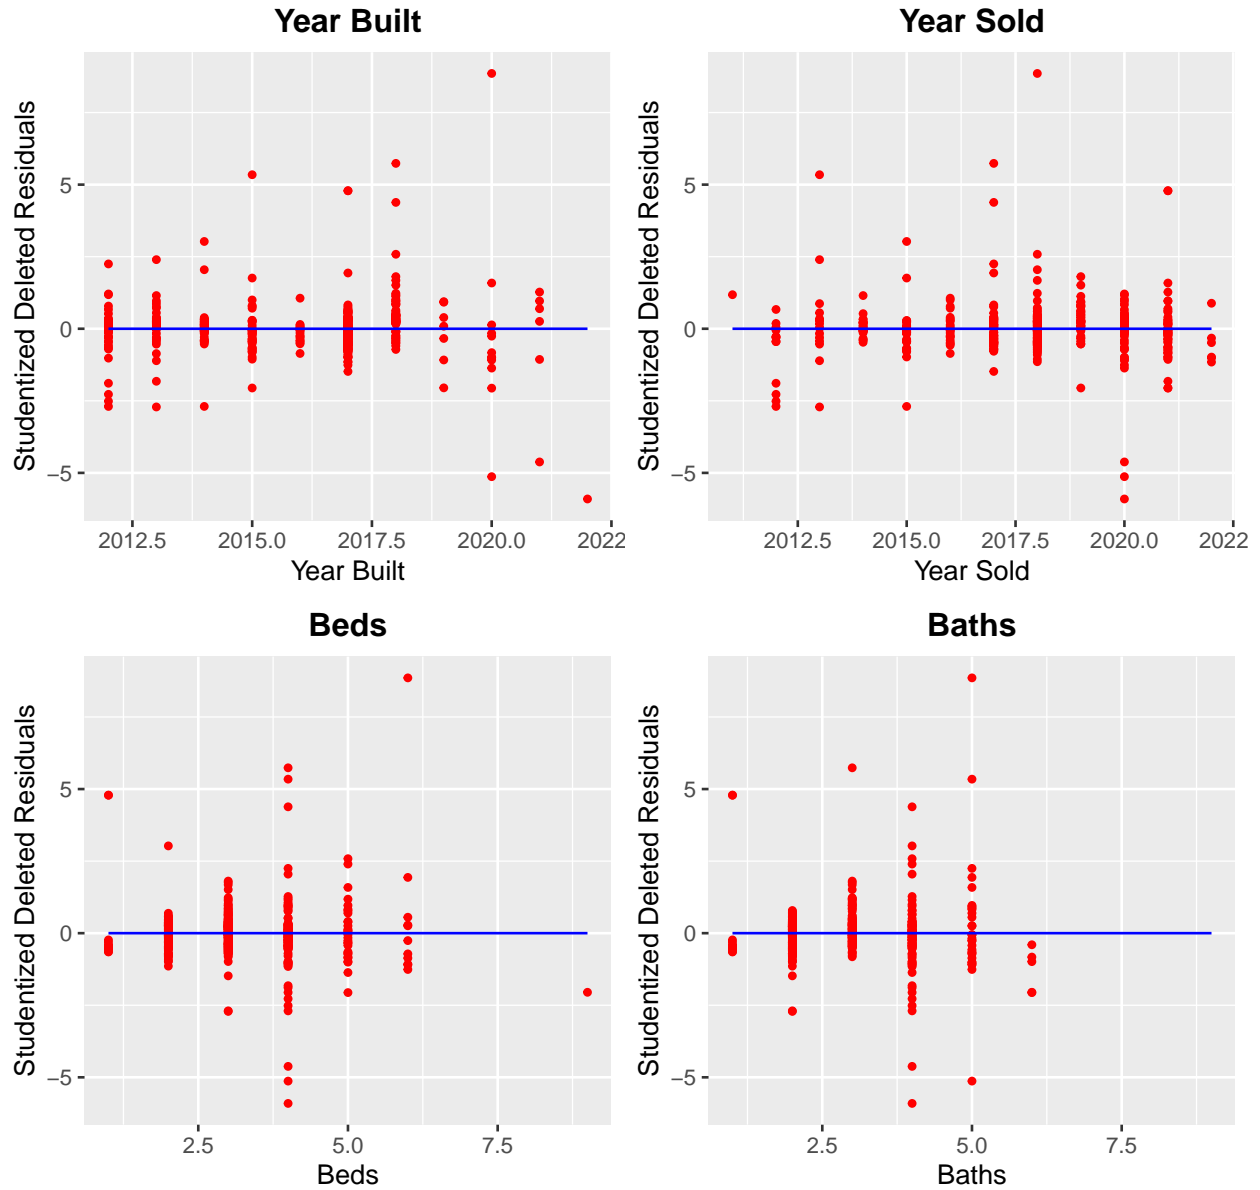 Year Built
Studentized Deleted Residuals
5
0
−5
2012.5 2015.0 2017.5 2020.0 2022
Year Built
Year Sold
Studentized Deleted Residuals
5
0
−5
2012.5 2015.0 2017.5 2020.0 2022
Year Sold
Beds
Studentized Deleted Residuals
5
0
−5
2.5 5.0 7.5
Beds
Baths
Studentized Deleted Residuals
5
0
−5
2.5 5.0 7.5
Baths